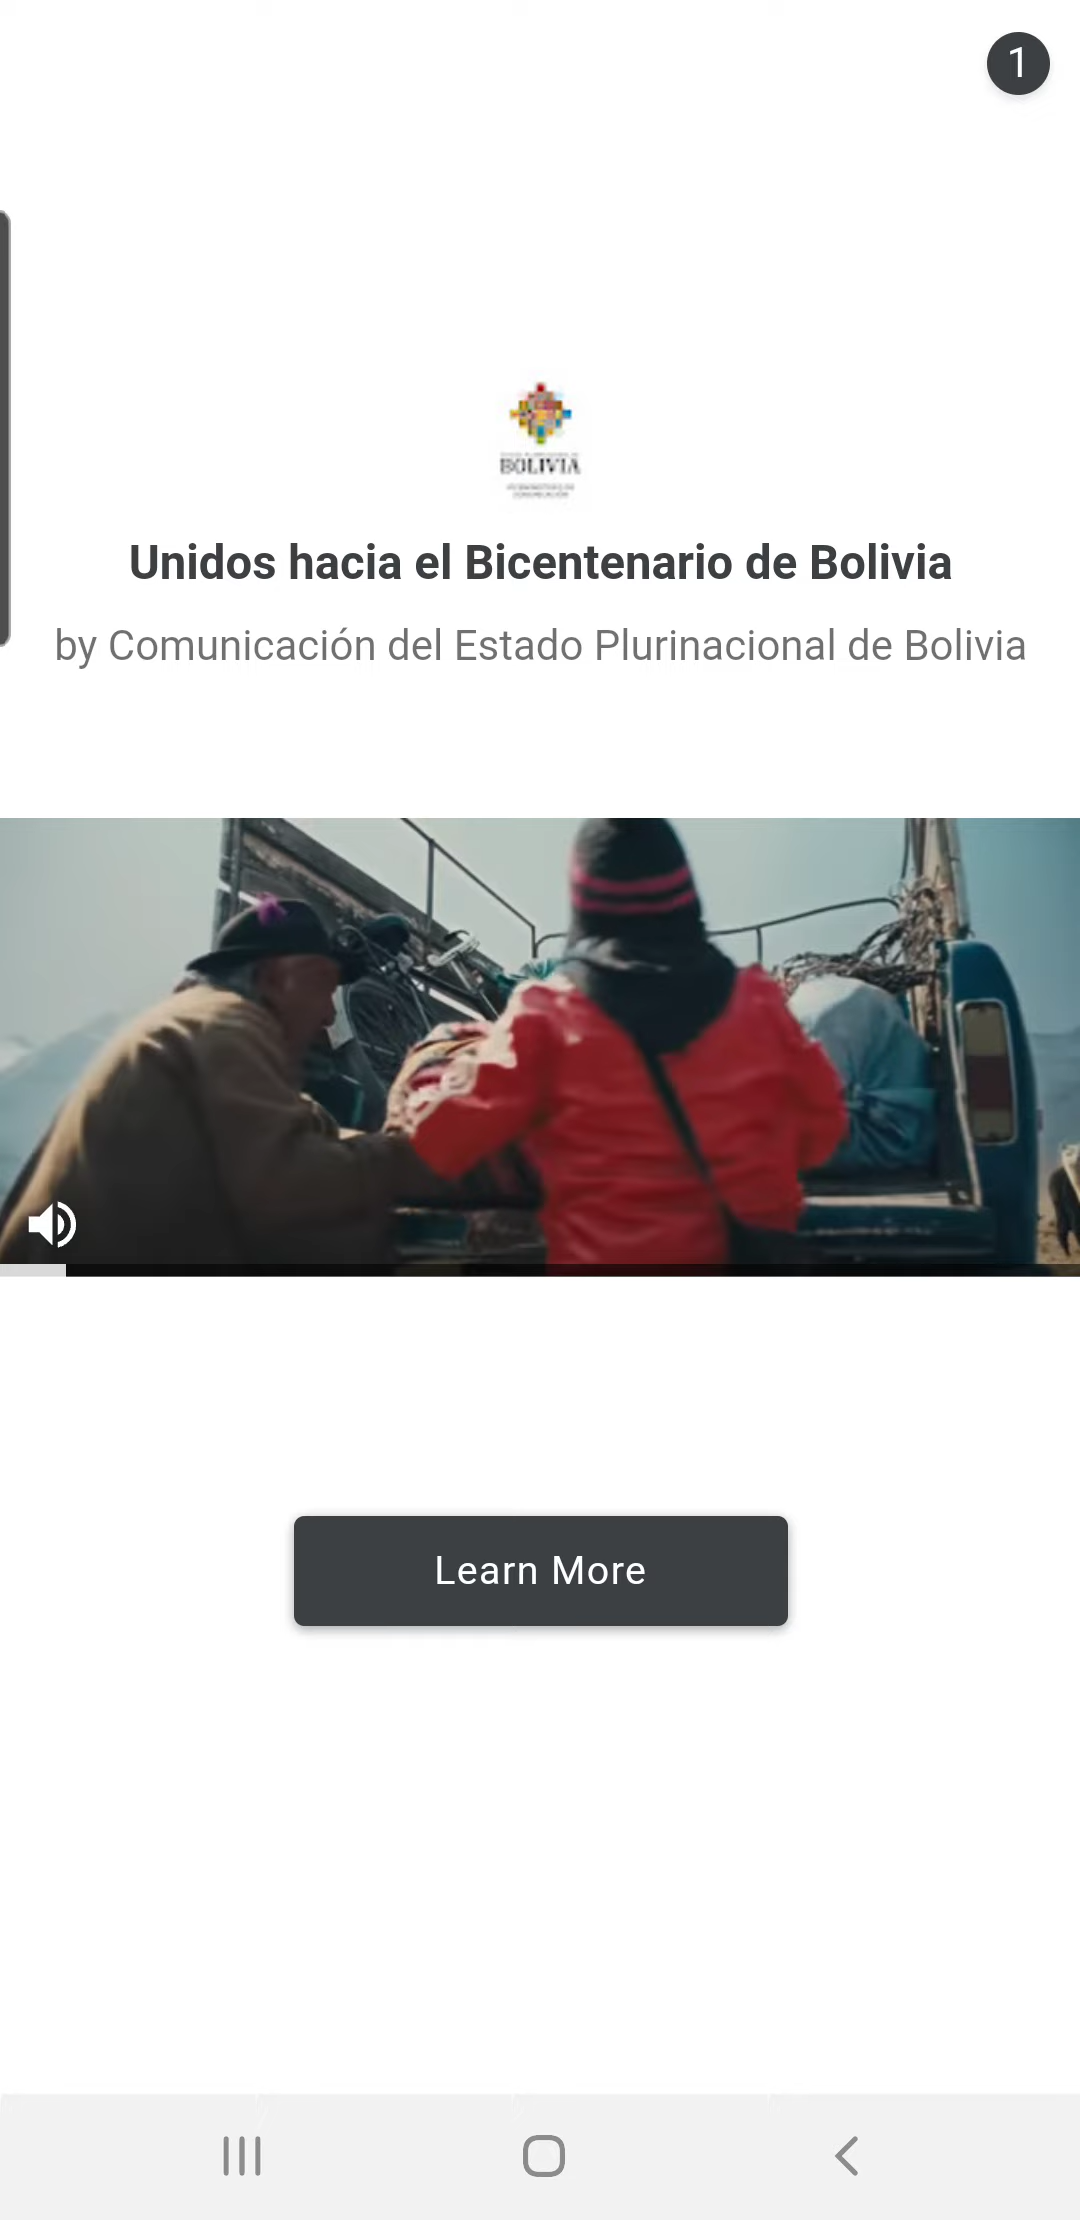 1
BOLIVIA
Unidos hacia el Bicentenario de Bolivia
by Comunicación del Estado Plurinacional de Bolivia
Learn More